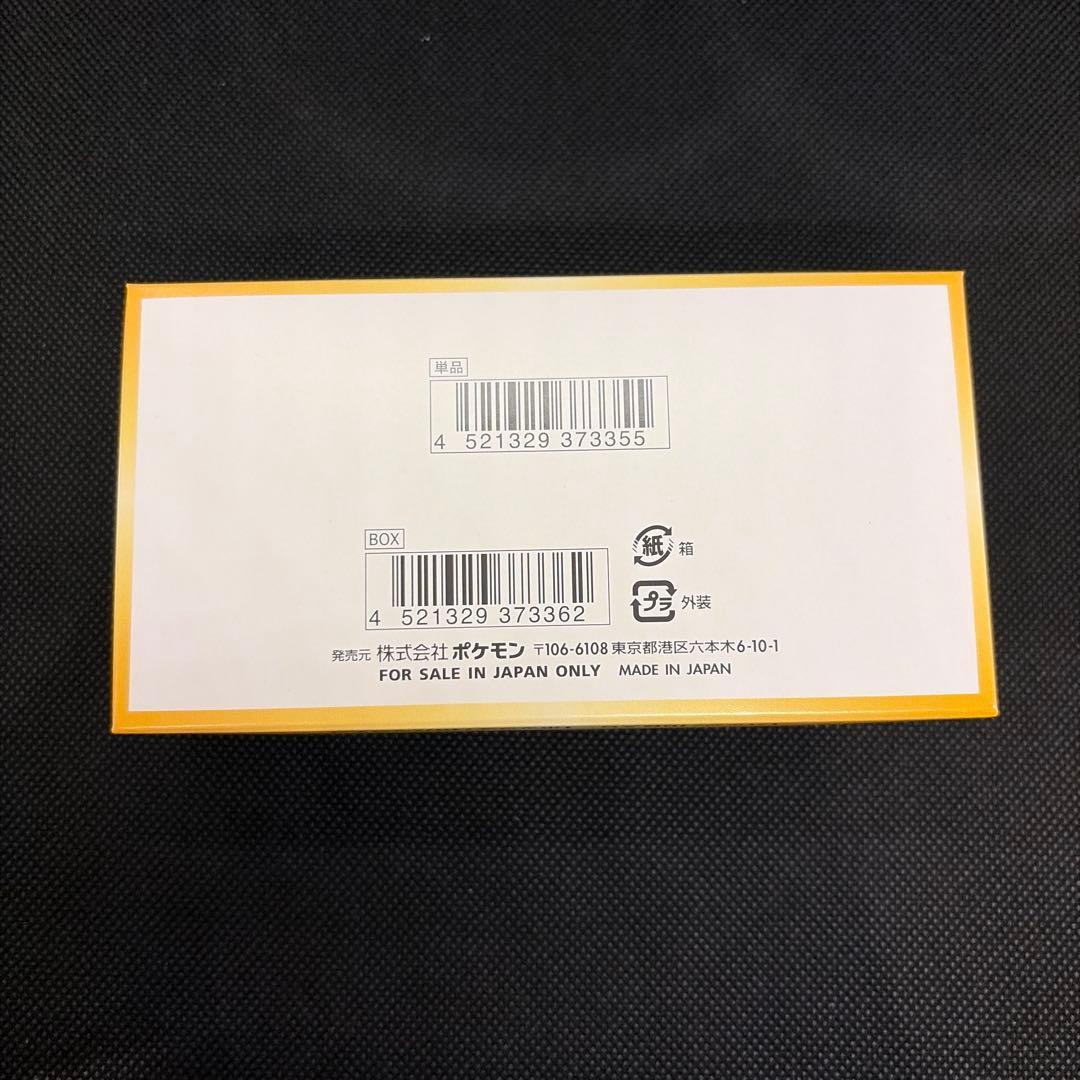 単品
4 521329 373355
BOX
4 521329 373362
紙 箱
プラ 外装
発売元 株式会社 ポケモン 〒106-6108 東京都港区六本木6-10-1
FOR SALE IN JAPAN ONLY MADE IN JAPAN